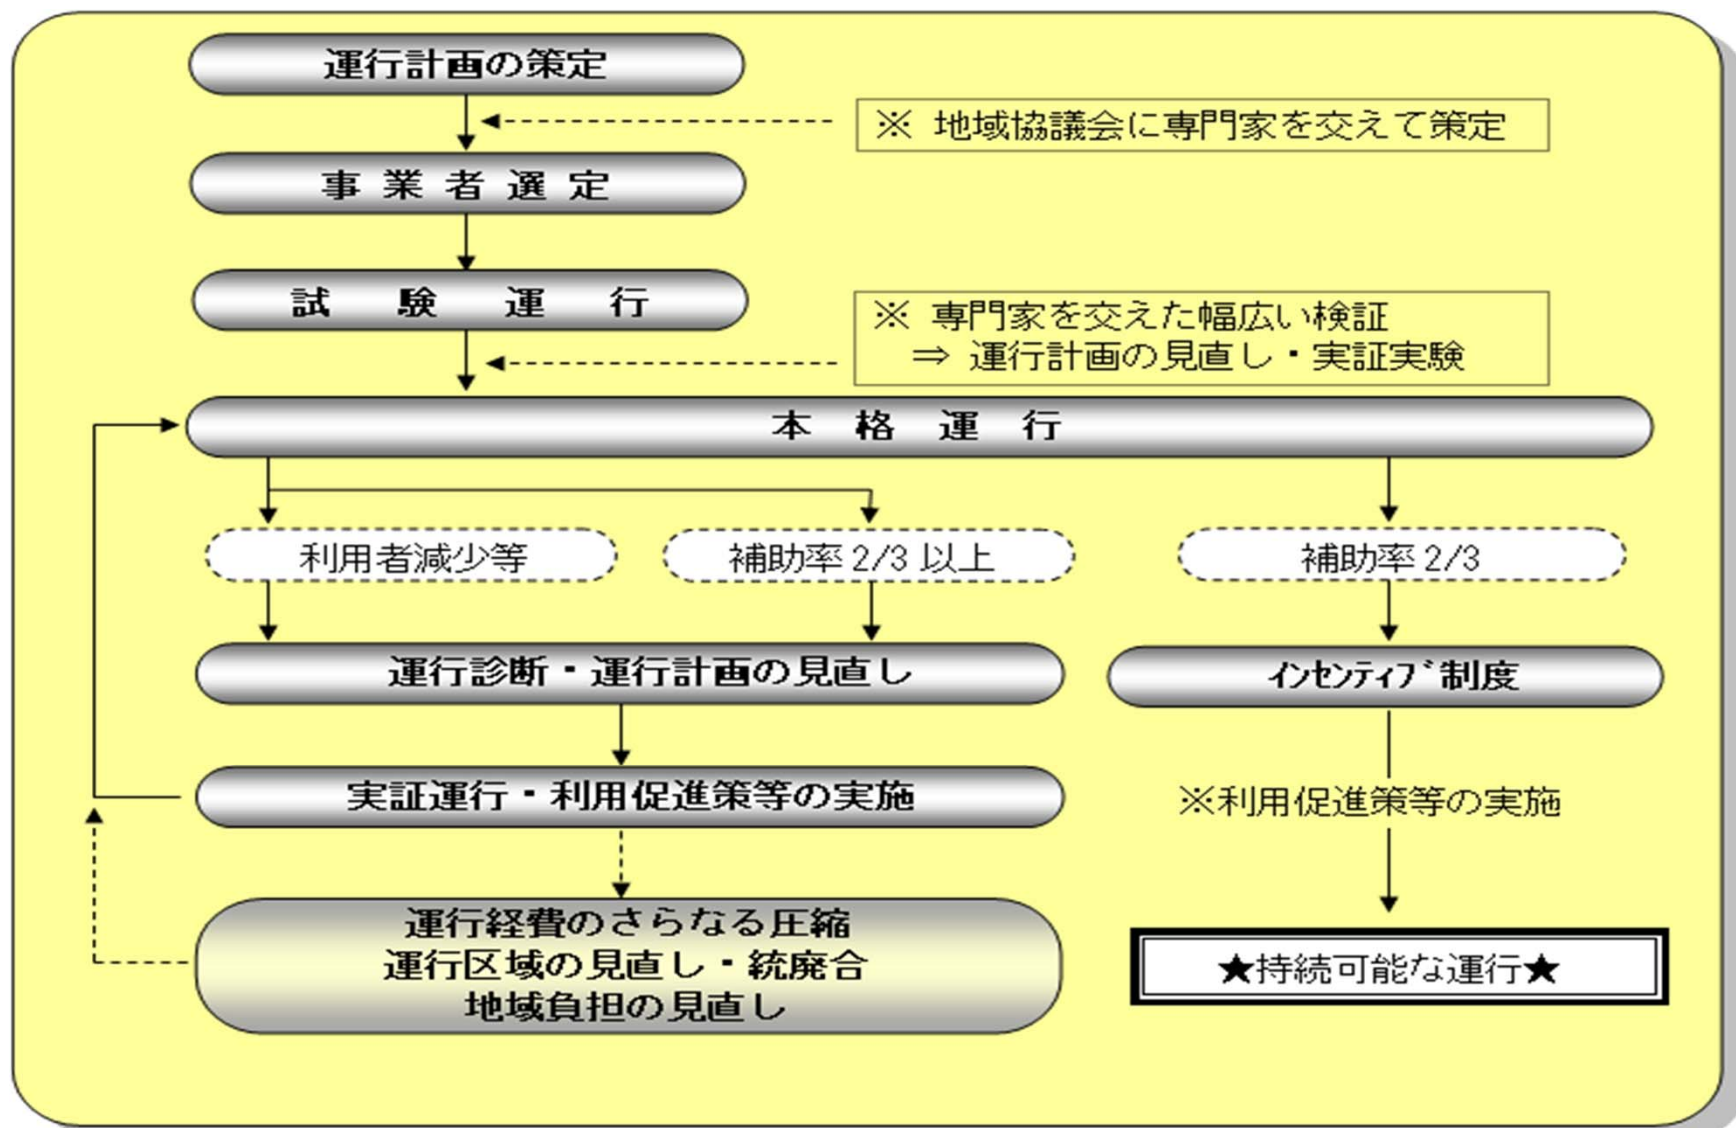 運行計画の策定
※ 地域協議会に専門家を交えて策定
事業者選定
試験運行
※ 専門家を交えた幅広い検証
⇒ 運行計画の見直し・実証実験
本格運行
利用者減少等
補助率 2/3 以上
補助率 2/3
運行診断・運行計画の見直し
インセンティブ制度
実証運行・利用促進策等の実施
※利用促進策等の実施
運行経費のさらなる圧縮
運行区域の見直し・統廃合
地域負担の見直し
★持続可能な運行★